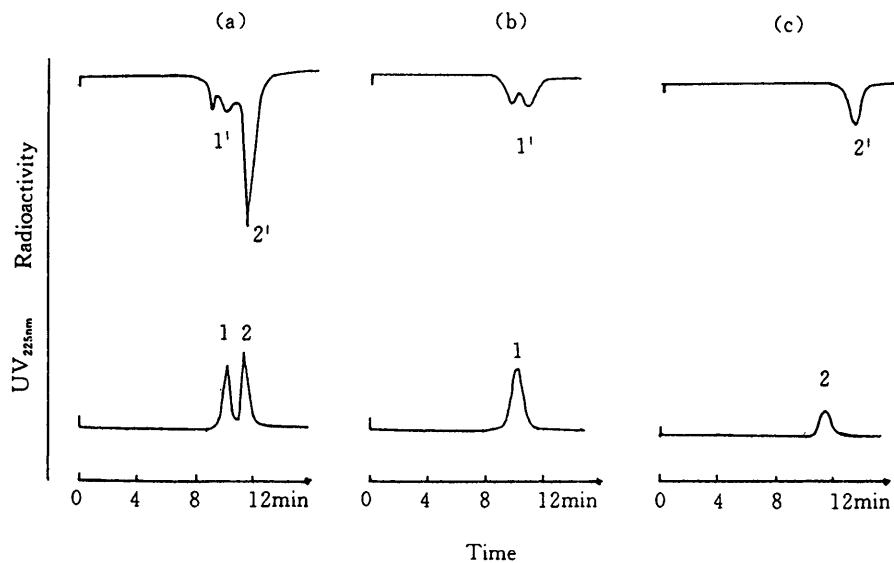 (a) (b) (c)
Radioactivity
1' 2' 1' 2'
UV225nm
1 2 1 2
0 4 8 12min 0 4 8 12min 0 4 8 12min
Time